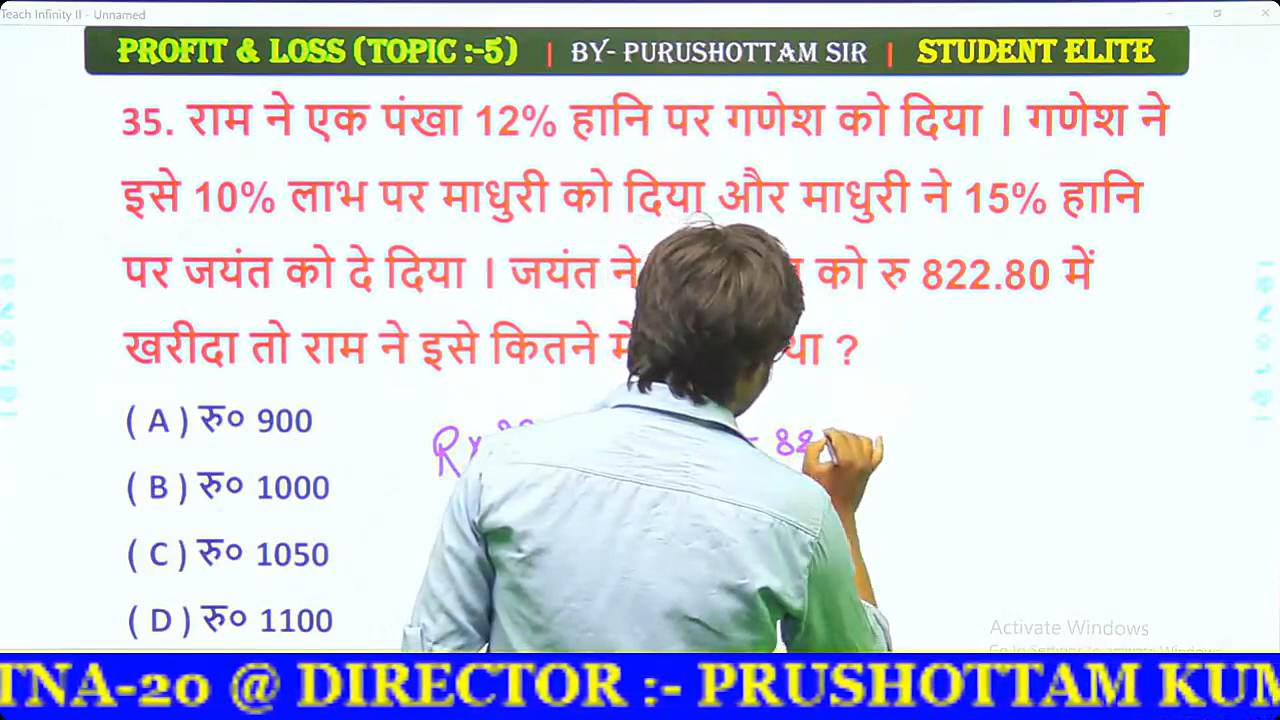 Teach Infinity II - Unnamed
PROFIT & LOSS (TOPIC :-5) | BY- PURUSHOTTAM SIR | STUDENT ELITE
35. राम ने एक पंखा 12% हानि पर गणेश को दिया । गणेश ने
इसे 10% लाभ पर माधुरी को दिया और माधुरी ने 15% हानि
पर जयंत को दे दिया । जयंत ने को रु 822.80 में
खरीदा तो राम ने इसे कितने ?
( A ) रु० 900
( B ) रु० 1000
( C ) रु० 1050
( D ) रु० 1100
Activate Windows
TNA-20 @ DIRECTOR :- PRUSHOTTAM KUM